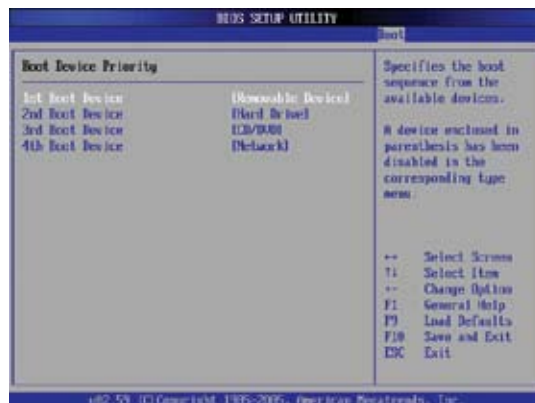 BIOS SETUP UTILITY
Boot
Boot Device Priority
1st Boot Device [Removable Device]
2nd Boot Device [Hard Drive]
3rd Boot Device [CD/DVD]
4th Boot Device [Network]
Specifies the boot
sequence from the
available devices.
A device enclosed in
parenthesis has been
disabled in the
corresponding type
menu.
↔ Select Screen
↑↓ Select Item
+- Change Option
F1 General Help
F9 Load Defaults
F10 Save and Exit
ESC Exit
v02.59 (C)Copyright 1985-2005, American Megatrends, Inc.